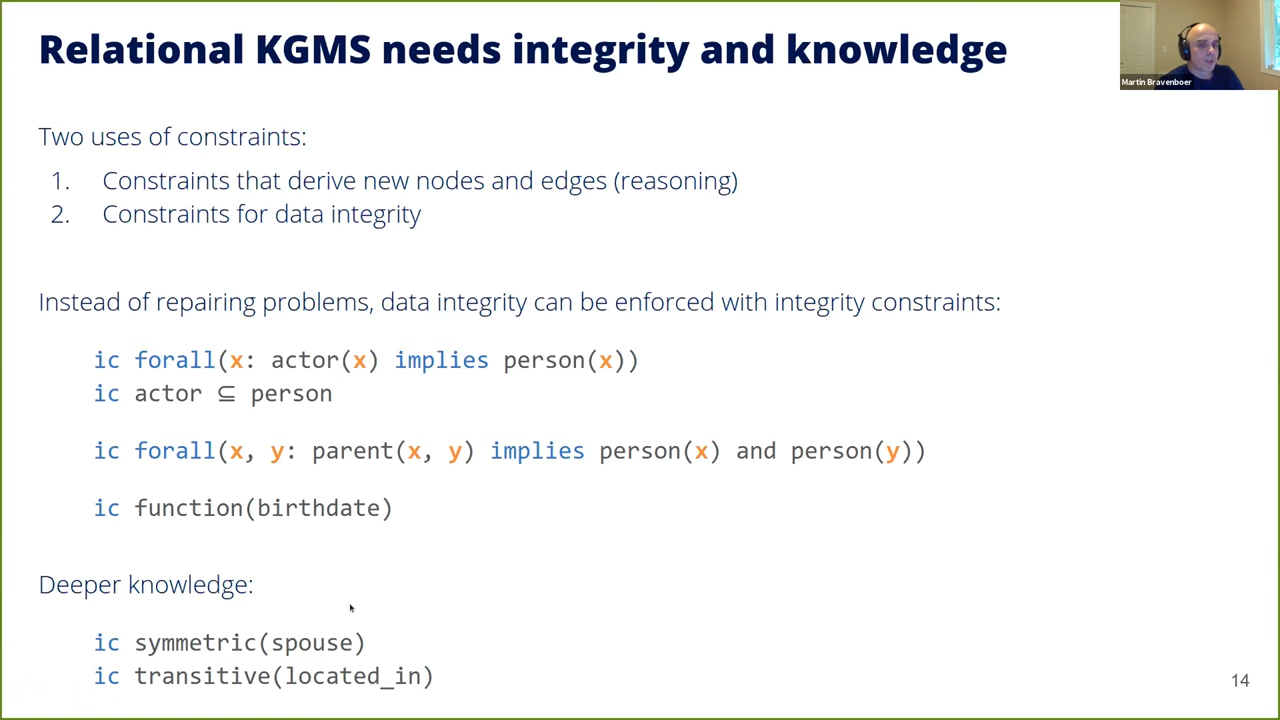 Relational KGMS needs integrity and knowledge
Martin Bravenboer
Two uses of constraints:
1. Constraints that derive new nodes and edges (reasoning)
2. Constraints for data integrity
Instead of repairing problems, data integrity can be enforced with integrity constraints:
ic forall(x: actor(x) implies person(x))
ic actor ⊆ person
ic forall(x, y: parent(x, y) implies person(x) and person(y))
ic function(birthdate)
Deeper knowledge:
ic symmetric(spouse)
ic transitive(located_in)
14